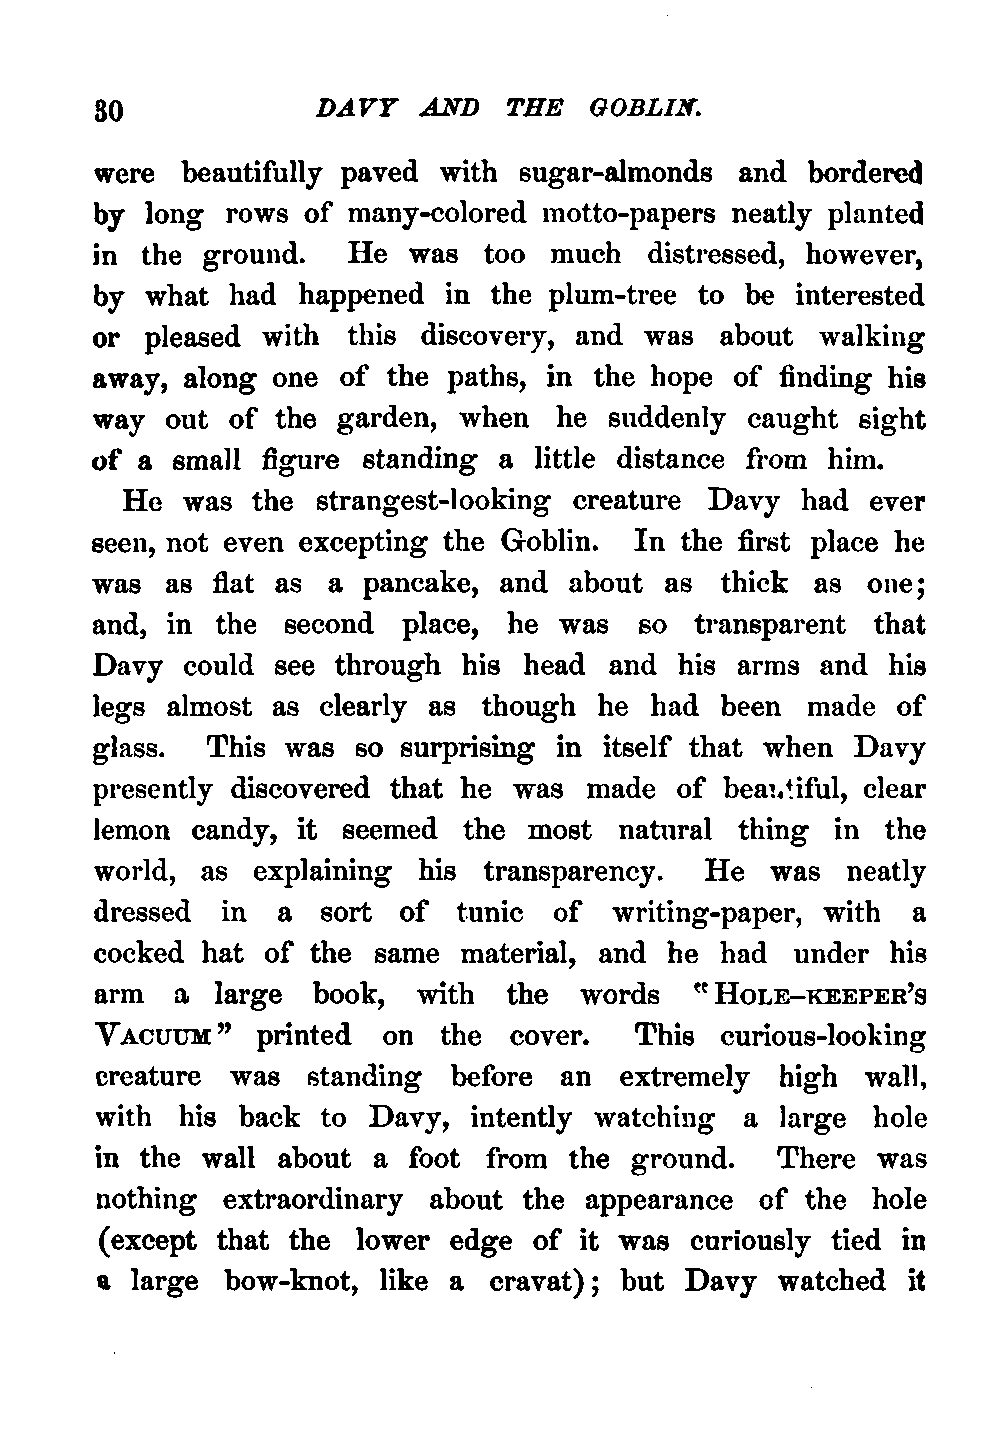 30 DAVY AND THE GOBLIN.
were beautifully paved with sugar-almonds and bordered
by long rows of many-colored motto-papers neatly planted
in the ground. He was too much distressed, however,
by what had happened in the plum-tree to be interested
or pleased with this discovery, and was about walking
away, along one of the paths, in the hope of finding his
way out of the garden, when he suddenly caught sight
of a small figure standing a little distance from him.
He was the strangest-looking creature Davy had ever
seen, not even excepting the Goblin. In the first place he
was as flat as a pancake, and about as thick as one;
and, in the second place, he was so transparent that
Davy could see through his head and his arms and his
legs almost as clearly as though he had been made of
glass. This was so surprising in itself that when Davy
presently discovered that he was made of beautiful, clear
lemon candy, it seemed the most natural thing in the
world, as explaining his transparency. He was neatly
dressed in a sort of tunic of writing-paper, with a
cocked hat of the same material, and he had under his
arm a large book, with the words "HOLE-KEEPER'S
VACUUM" printed on the cover. This curious-looking
creature was standing before an extremely high wall,
with his back to Davy, intently watching a large hole
in the wall about a foot from the ground. There was
nothing extraordinary about the appearance of the hole
(except that the lower edge of it was curiously tied in
a large bow-knot, like a cravat); but Davy watched it